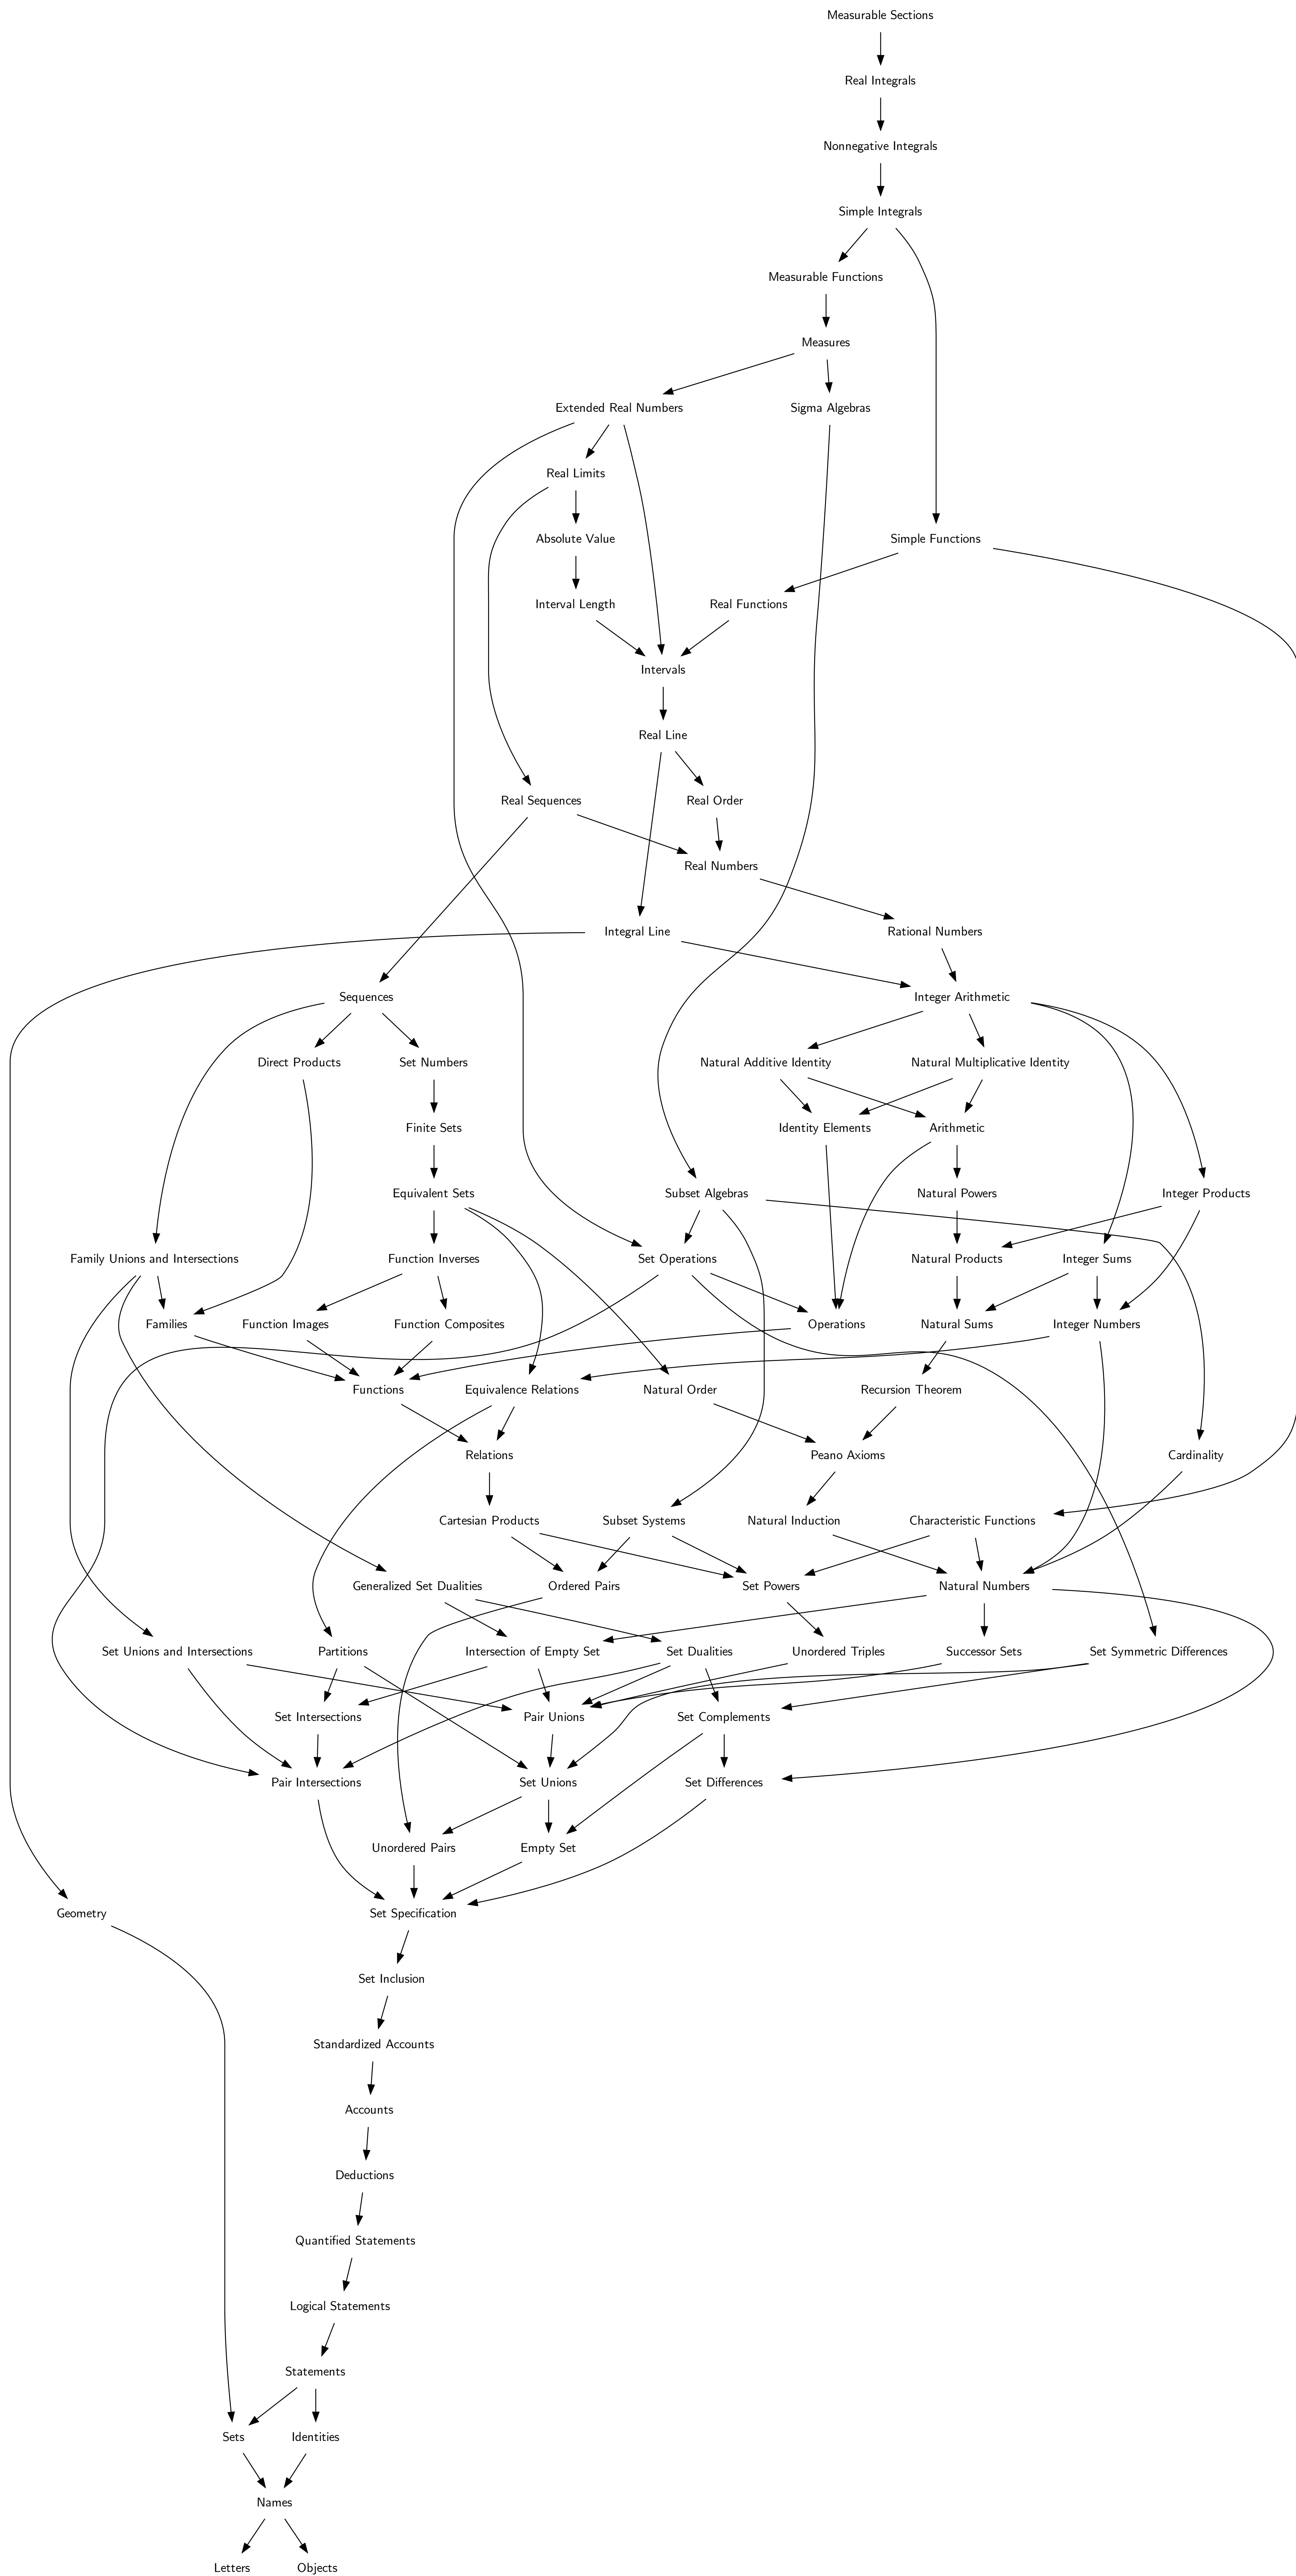 Measurable Sections
Real Integrals
Nonnegative Integrals
Simple Integrals
Measurable Functions
Measures
Extended Real Numbers
Sigma Algebras
Real Limits
Absolute Value
Simple Functions
Interval Length
Real Functions
Intervals
Real Line
Real Sequences
Real Order
Real Numbers
Integral Line
Rational Numbers
Sequences
Integer Arithmetic
Direct Products
Set Numbers
Natural Additive Identity
Natural Multiplicative Identity
Finite Sets
Identity Elements
Arithmetic
Equivalent Sets
Subset Algebras
Natural Powers
Integer Products
Family Unions and Intersections
Function Inverses
Set Operations
Natural Products
Integer Sums
Families
Function Images
Function Composites
Operations
Natural Sums
Integer Numbers
Functions
Equivalence Relations
Natural Order
Recursion Theorem
Relations
Peano Axioms
Cardinality
Cartesian Products
Subset Systems
Natural Induction
Characteristic Functions
Generalized Set Dualities
Ordered Pairs
Set Powers
Natural Numbers
Set Unions and Intersections
Partitions
Intersection of Empty Set
Set Dualities
Unordered Triples
Successor Sets
Set Symmetric Differences
Set Intersections
Pair Unions
Set Complements
Pair Intersections
Set Unions
Set Differences
Unordered Pairs
Empty Set
Geometry
Set Specification
Set Inclusion
Standardized Accounts
Accounts
Deductions
Quantified Statements
Logical Statements
Statements
Sets
Identities
Names
Letters
Objects